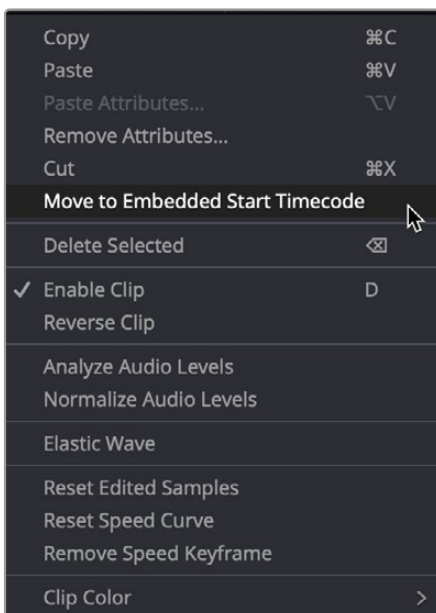 Copy ⌘C
Paste ⌘V
Paste Attributes... ⌥V
Remove Attributes...
Cut ⌘X
Move to Embedded Start Timecode
Delete Selected ⌫
✓ Enable Clip D
Reverse Clip
Analyze Audio Levels
Normalize Audio Levels
Elastic Wave
Reset Edited Samples
Reset Speed Curve
Remove Speed Keyframe
Clip Color >